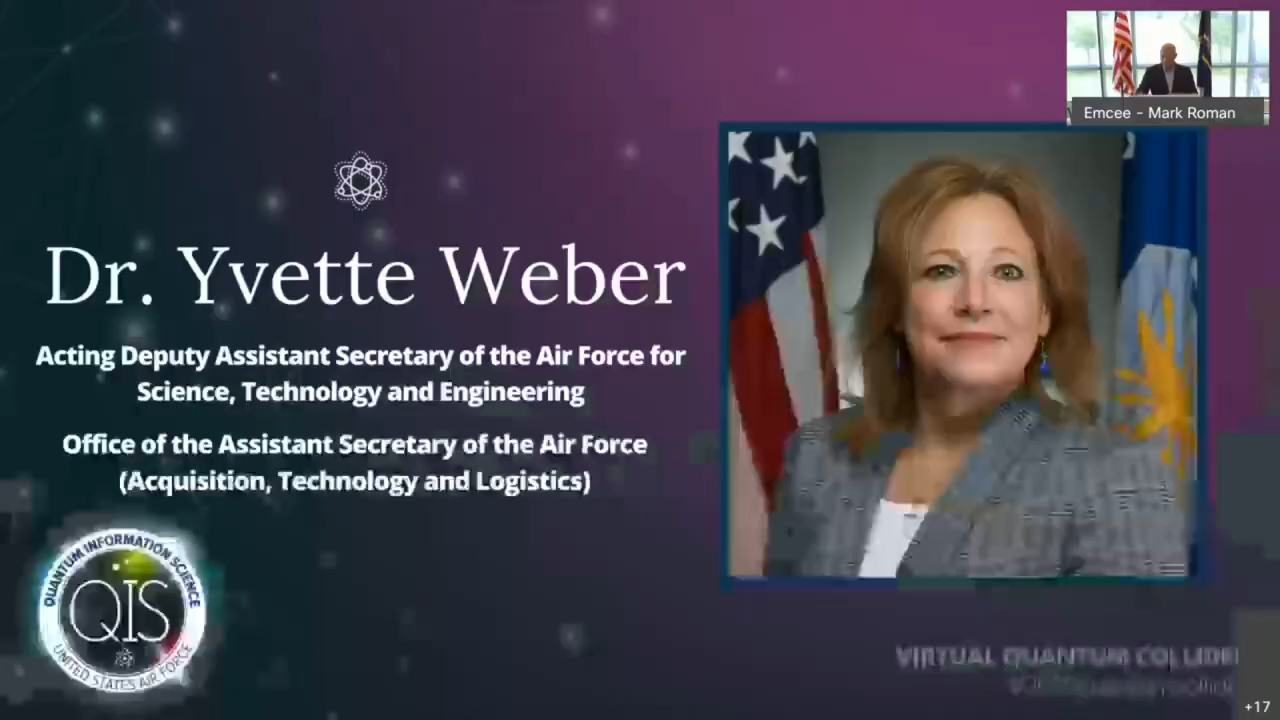 Emcee - Mark Roman
Dr. Yvette Weber
Acting Deputy Assistant Secretary of the Air Force for
Science, Technology and Engineering
Office of the Assistant Secretary of the Air Force
(Acquisition, Technology and Logistics)
QUANTUM INFORMATION SCIENCE
QIS
UNITED STATES AIR FORCE
VIRTUAL QUANTUM
+17